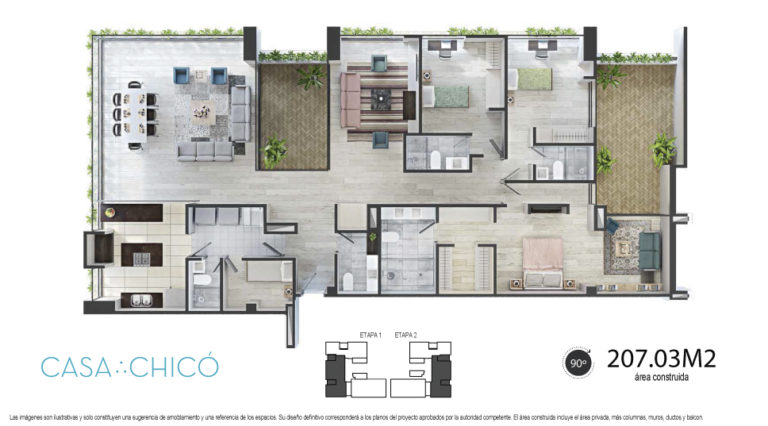 ETAPA 1 ETAPA 2
CASA∴CHICÓ
90º
207.03M2
área construida
Las imágenes son ilustrativas y solo constituyen una sugerencia de amoblamiento y una referencia de los espacios. Su diseño definitivo corresponderá a los planos del proyecto aprobados por la autoridad competente. El área construida incluye el área privada, más columnas, muros, ductos y balcon.